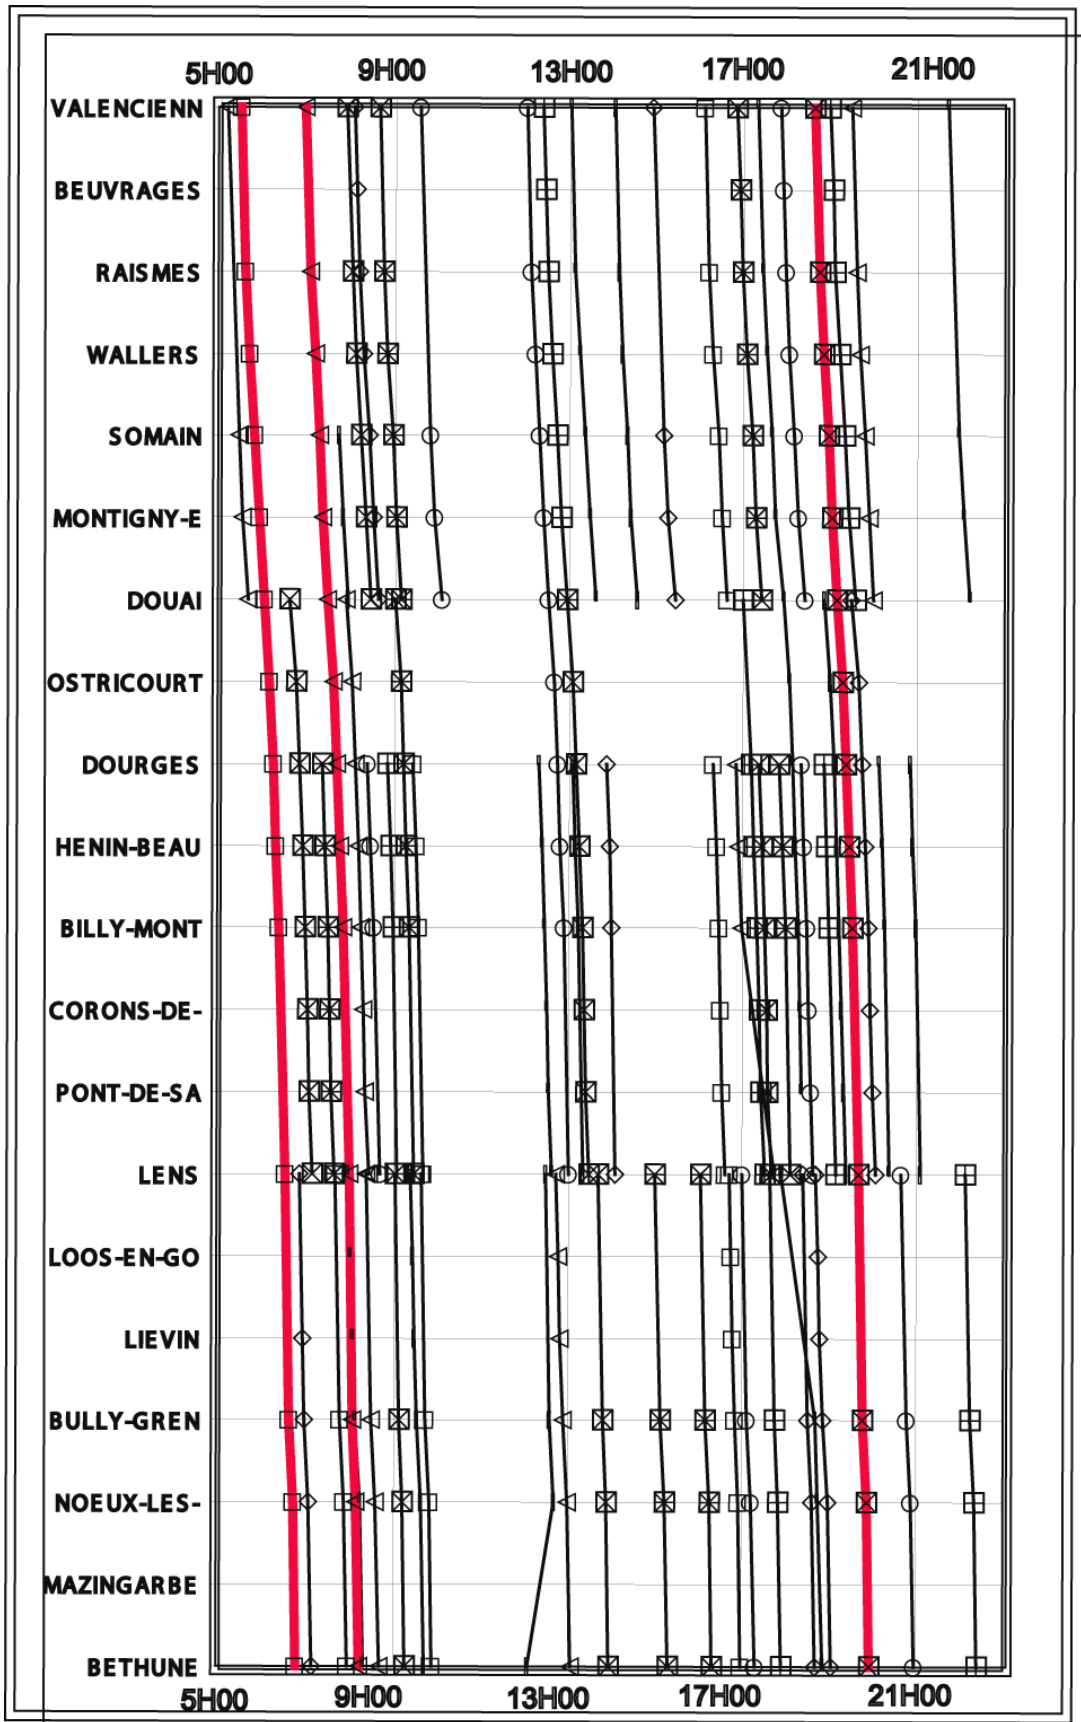 5H00 9H00 13H00 17H00 21H00
VALENCIENN
BEUVRAGES
RAISMES
WALLERS
SOMAIN
MONTIGNY-E
DOUAI
OSTRICOURT
DOURGES
HENIN-BEAU
BILLY-MONT
CORONS-DE-
PONT-DE-SA
LENS
LOOS-EN-GO
LIEVIN
BULLY-GREN
NOEUX-LES-
MAZINGARBE
BETHUNE
5H00 9H00 13H00 17H00 21H00